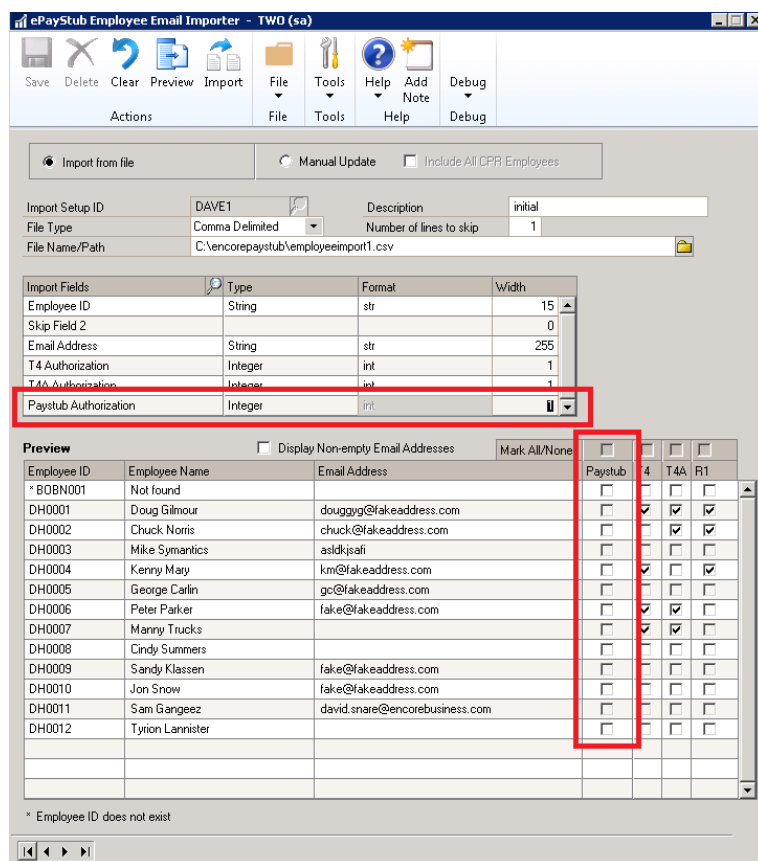 ePayStub Employee Email Importer - TWO (sa)
Save Delete Clear Preview Import File Tools Help Add Note Debug
Actions File Tools Help Debug
Import from file Manual Update Include All CPR Employees
Import Setup ID DAVE1 Description initial
File Type Comma Delimited Number of lines to skip 1
File Name/Path C:\encorepaystub\employeeimport1.csv
Import Fields Type Format Width
Employee ID String str 15
Skip Field 2 0
Email Address String str 255
T4 Authorization Integer int 1
T4A Authorization Integer int 1
Paystub Authorization Integer int 1
Preview Display Non-empty Email Addresses Mark All/None
Employee ID Employee Name Email Address Paystub T4 T4A R1
* BOBN001 Not found
DH0001 Doug Gilmour douggyg@fakeaddress.com
DH0002 Chuck Norris chuck@fakeaddress.com
DH0003 Mike Symantics asldkjsafi
DH0004 Kenny Mary km@fakeaddress.com
DH0005 George Carlin gc@fakeaddress.com
DH0006 Peter Parker fake@fakeaddress.com
DH0007 Manny Trucks
DH0008 Cindy Summers
DH0009 Sandy Klassen fake@fakeaddress.com
DH0010 Jon Snow fake@fakeaddress.com
DH0011 Sam Gangeez david.snare@encorebusiness.com
DH0012 Tyrion Lannister
* Employee ID does not exist